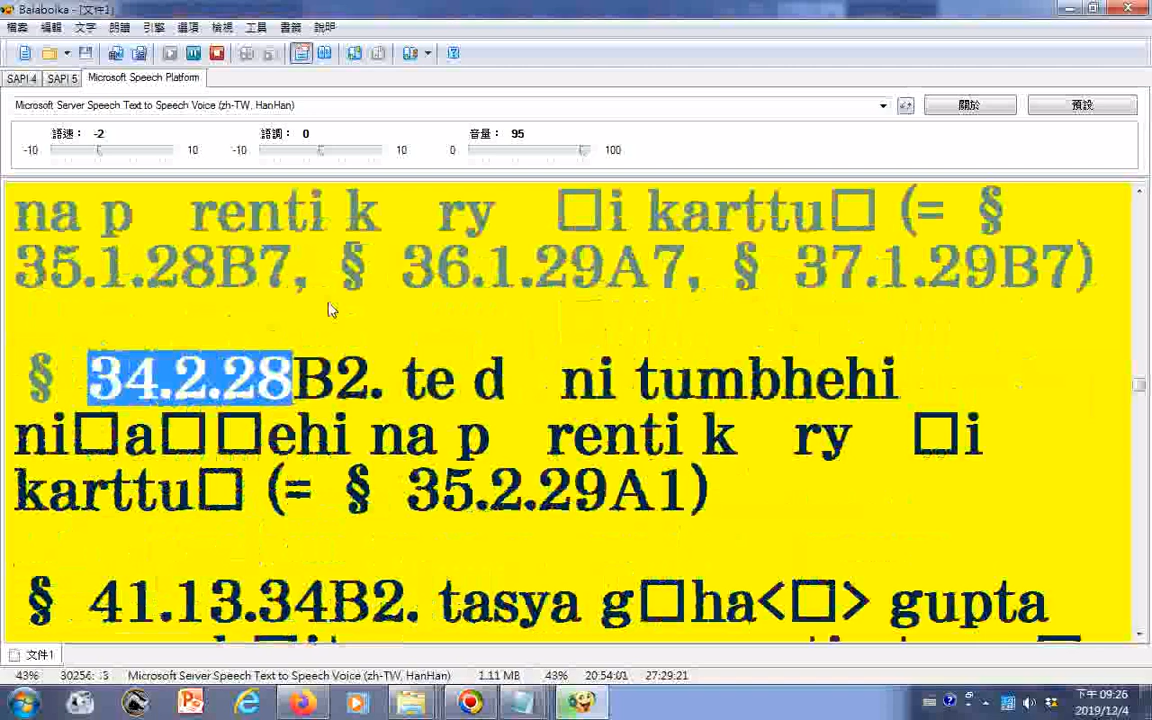 Balabolka - [文件1]
檔案 編輯 文字 朗讀 引擎 選項 檢視 工具 書籤 說明
SAPI 4 SAPI 5 Microsoft Speech Platform
Microsoft Server Speech Text to Speech Voice (zh-TW, HanHan) 關於 預設
語速： -2 語調： 0 音量： 95
-10 10 -10 10 0 100
na p renti k ry □i karttu□ (= §
35.1.28B7, § 36.1.29A7, § 37.1.29B7)
§ 34.2.28B2. te d ni tumbhehi
ni□a□□ehi na p renti k ry □i
karttu□ (= § 35.2.29A1)
§ 41.13.34B2. tasya g□ha<□> gupta
文件1
43% Microsoft Server Speech Text to Speech Voice (zh-TW, HanHan) 1.11 MB 43% 20:54:01 27:29:21
下午 09:26
2019/12/4